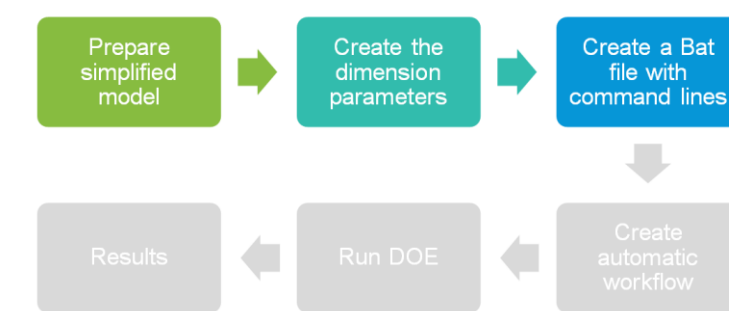 Prepare
simplified
model
Create the
dimension
parameters
Create a Bat
file with
command lines
Create
automatic
workflow
Run DOE
Results